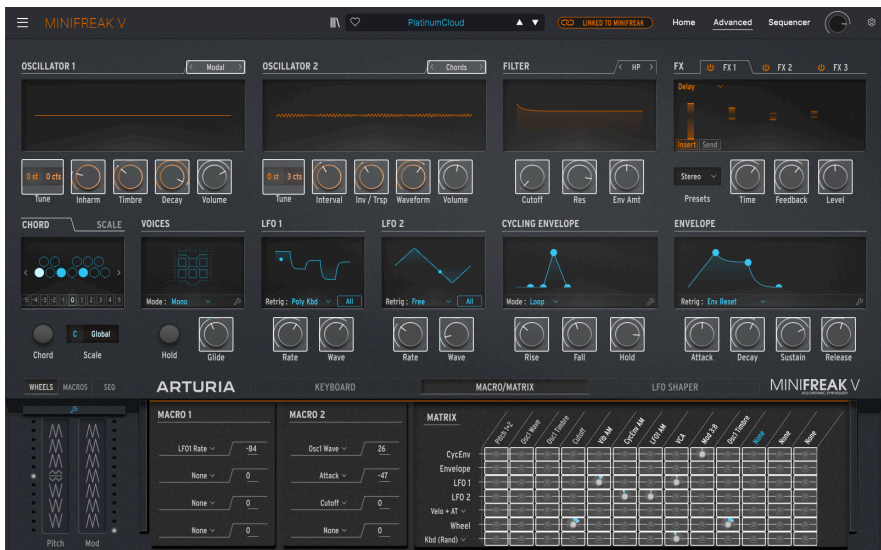 MINIFREAK V
PlatinumCloud
LINKED TO MINIFREAK
Home Advanced Sequencer
OSCILLATOR 1 < Modal >
OSCILLATOR 2 < Chords >
FILTER < HP >
FX FX 1 FX 2 FX 3
Delay
Insert Send
0 st 0 cts
Tune Inharm Timbre Decay Volume
0 st 3 cts
Tune Interval Inv / Trsp Waveform Volume
Cutoff Res Env Amt
Stereo
Presets Time Feedback Level
CHORD SCALE
-5 -4 -3 -2 -1 0 1 2 3 4 5
C Global
Chord Scale
VOICES
Mode : Mono
Hold Glide
LFO 1
Retrig : Poly Kbd All
Rate Wave
LFO 2
Retrig : Free All
Rate Wave
CYCLING ENVELOPE
Mode : Loop
Rise Fall Hold
ENVELOPE
Retrig : Env Reset
Attack Decay Sustain Release
WHEELS MACROS SEQ
ARTURIA
KEYBOARD MACRO/MATRIX LFO SHAPER
MINIFREAK V
ALGORITHMIC SYNTHESIZER
Pitch Mod
MACRO 1
LFO1 Rate -84
None 0
None 0
None 0
MACRO 2
Osc1 Wave 26
Attack -47
Cutoff 0
None 0
MATRIX
Pitch 1+2 Osc1 Wave Osc1 Timbre Cutoff Vib AM CycEnv AM LFO1 AM VCA Mod 3:9 Osc1 Timbre None None None
CycEnv
Envelope
LFO 1
LFO 2
Velo + AT
Wheel
Kbd (Rand)